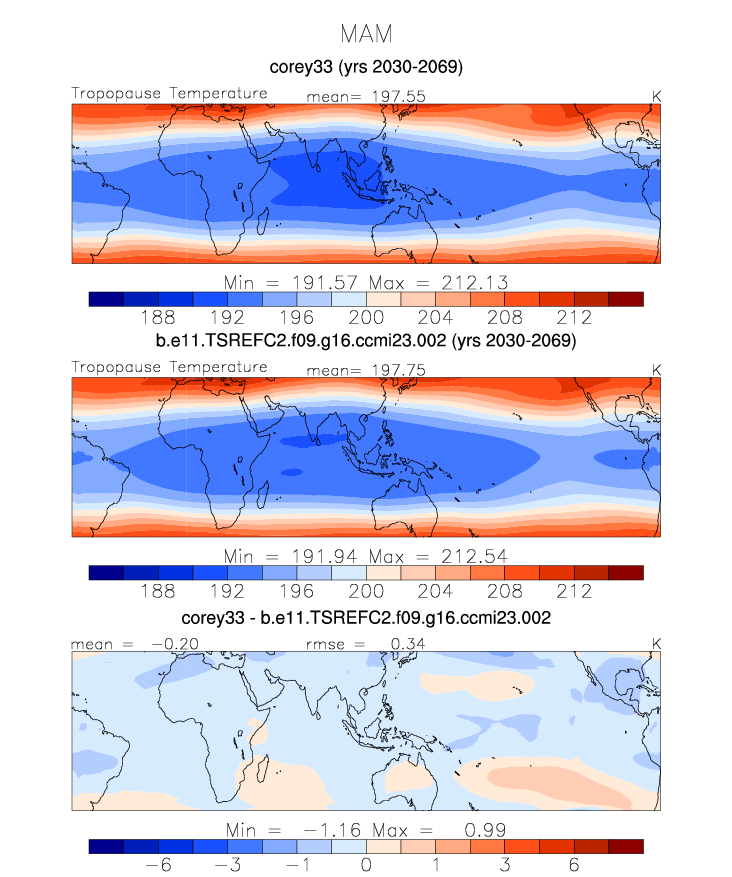 MAM
corey33 (yrs 2030-2069)
Tropopause Temperature mean= 197.55 K
Min = 191.57 Max = 212.13
188 192 196 200 204 208 212
b.e11.TSREFC2.f09.g16.ccmi23.002 (yrs 2030-2069)
Tropopause Temperature mean= 197.75 K
Min = 191.94 Max = 212.54
188 192 196 200 204 208 212
corey33 - b.e11.TSREFC2.f09.g16.ccmi23.002
mean = -0.20 rmse = 0.34 K
Min = -1.16 Max = 0.99
-6 -3 -1 0 1 3 6